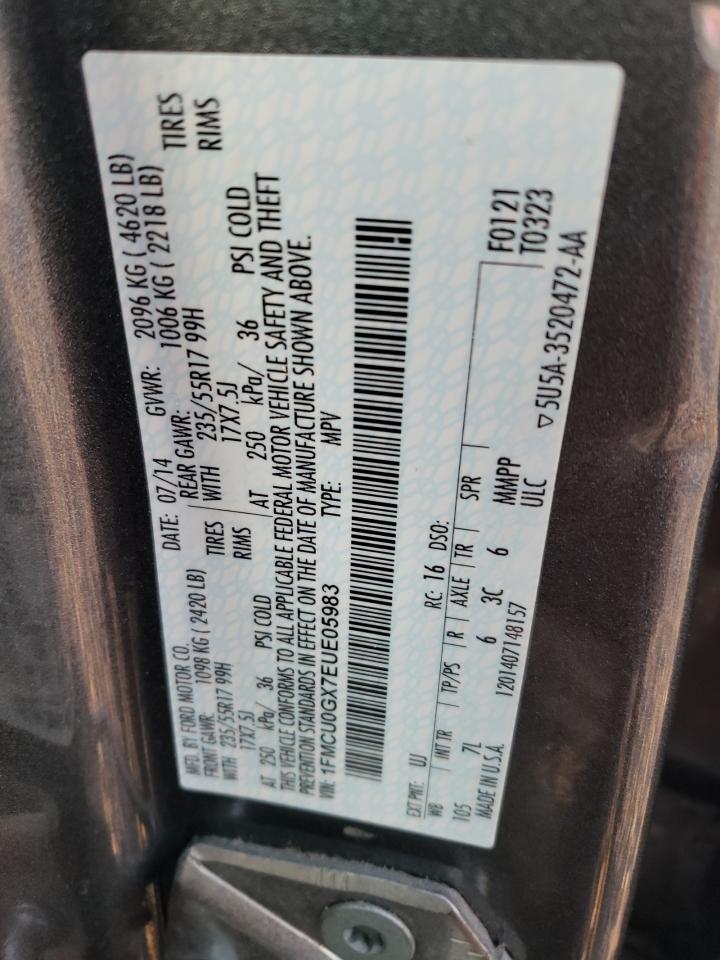 MFD. BY FORD MOTOR CO. DATE: 07/14 GVWR: 2096 KG ( 4620 LB)
FRONT GAWR: 1098 KG ( 2420 LB) REAR GAWR: 1006 KG ( 2218 LB)
WITH 235/55R17 99H TIRES WITH 235/55R17 99H TIRES
17X7.5J RIMS 17X7.5J RIMS
AT 250 kPa/ 36 PSI COLD AT 250 kPa/ 36 PSI COLD
THIS VEHICLE CONFORMS TO ALL APPLICABLE FEDERAL MOTOR VEHICLE SAFETY AND THEFT
PREVENTION STANDARDS IN EFFECT ON THE DATE OF MANUFACTURE SHOWN ABOVE.
VIN: 1FMCU0GX7EUE05983 TYPE: MPV
EXT PNT: UJ RC: 16 DSO: F0121
WB INT TR TP/PS R AXLE TR SPR T0323
105 7L 6 3C 6 MMPP
MADE IN U.S.A. 1201407148157 ULC ▽5U5A-3520472-AA